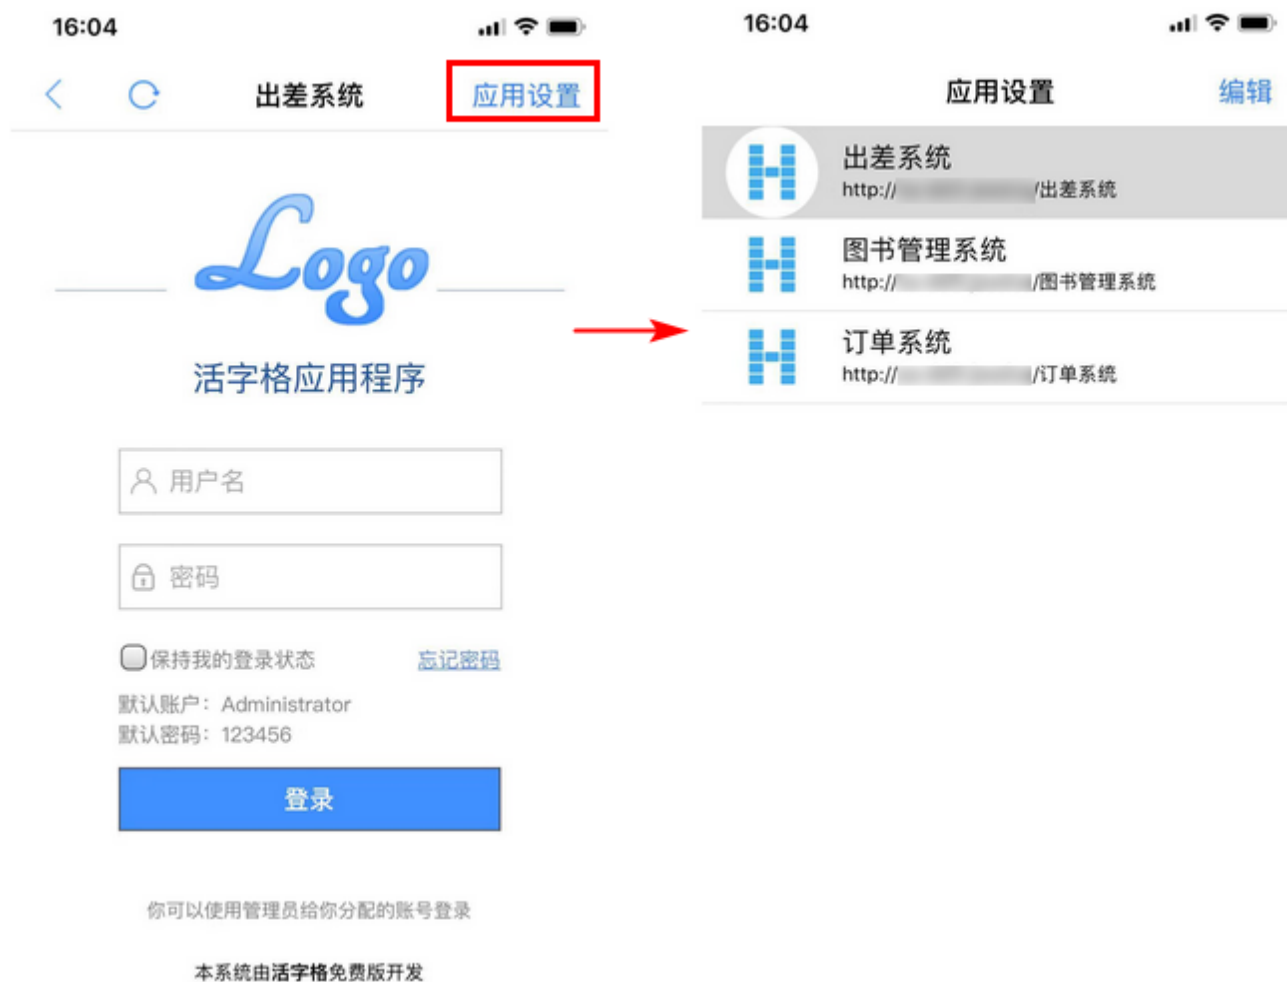 16:04
出差系统
应用设置
Logo
活字格应用程序
用户名
密码
保持我的登录状态
忘记密码
默认账户：Administrator
默认密码：123456
登录
你可以使用管理员给你分配的账号登录
本系统由活字格免费版开发
16:04
应用设置
编辑
出差系统
http:// /出差系统
图书管理系统
http:// /图书管理系统
订单系统
http:// /订单系统